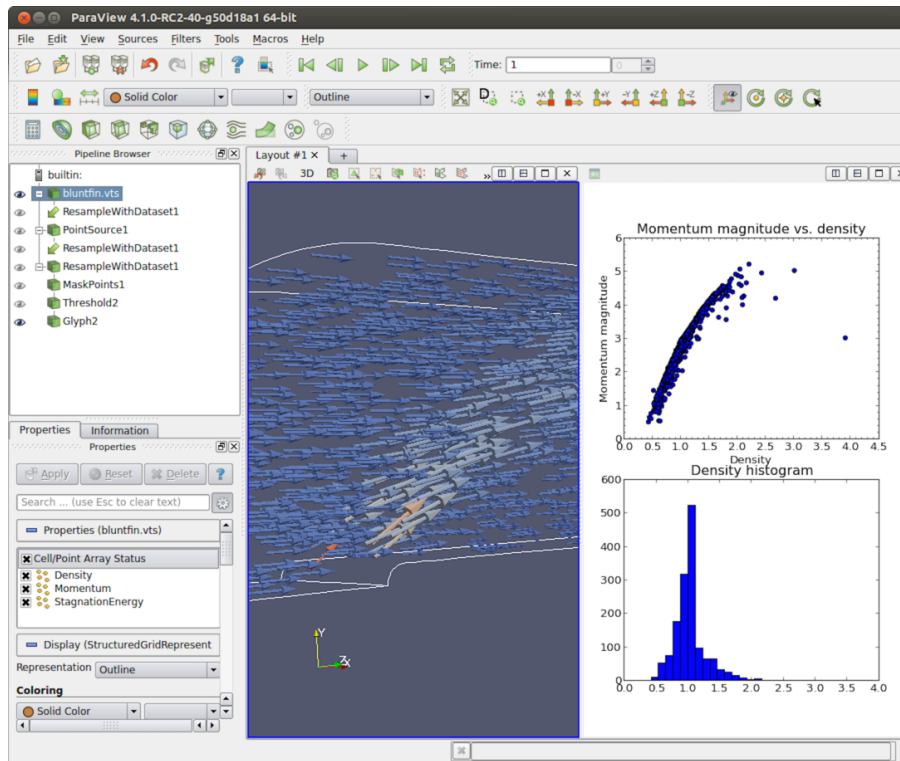 ParaView 4.1.0-RC2-40-g50d18a1 64-bit
File Edit View Sources Filters Tools Macros Help
Time: 1 0
Solid Color Outline +X -X +Y -Y +Z -Z
Pipeline Browser
Layout #1 × +
3D
builtin:
bluntfin.vts
ResampleWithDataset1
PointSource1
ResampleWithDataset1
ResampleWithDataset1
MaskPoints1
Threshold2
Glyph2
Properties Information
Properties
Apply Reset Delete ?
Search ... (use Esc to clear text)
Properties (bluntfin.vts)
Cell/Point Array Status
Density
Momentum
StagnationEnergy
Display (StructuredGridRepresent
Representation Outline
Coloring
Solid Color
Y
Z
X
Momentum magnitude vs. density
6
5
4
3
2
1
0
Momentum magnitude
0.0 0.5 1.0 1.5 2.0 2.5 3.0 3.5 4.0 4.5
Density
Density histogram
600
500
400
300
200
100
0
0.0 0.5 1.0 1.5 2.0 2.5 3.0 3.5 4.0